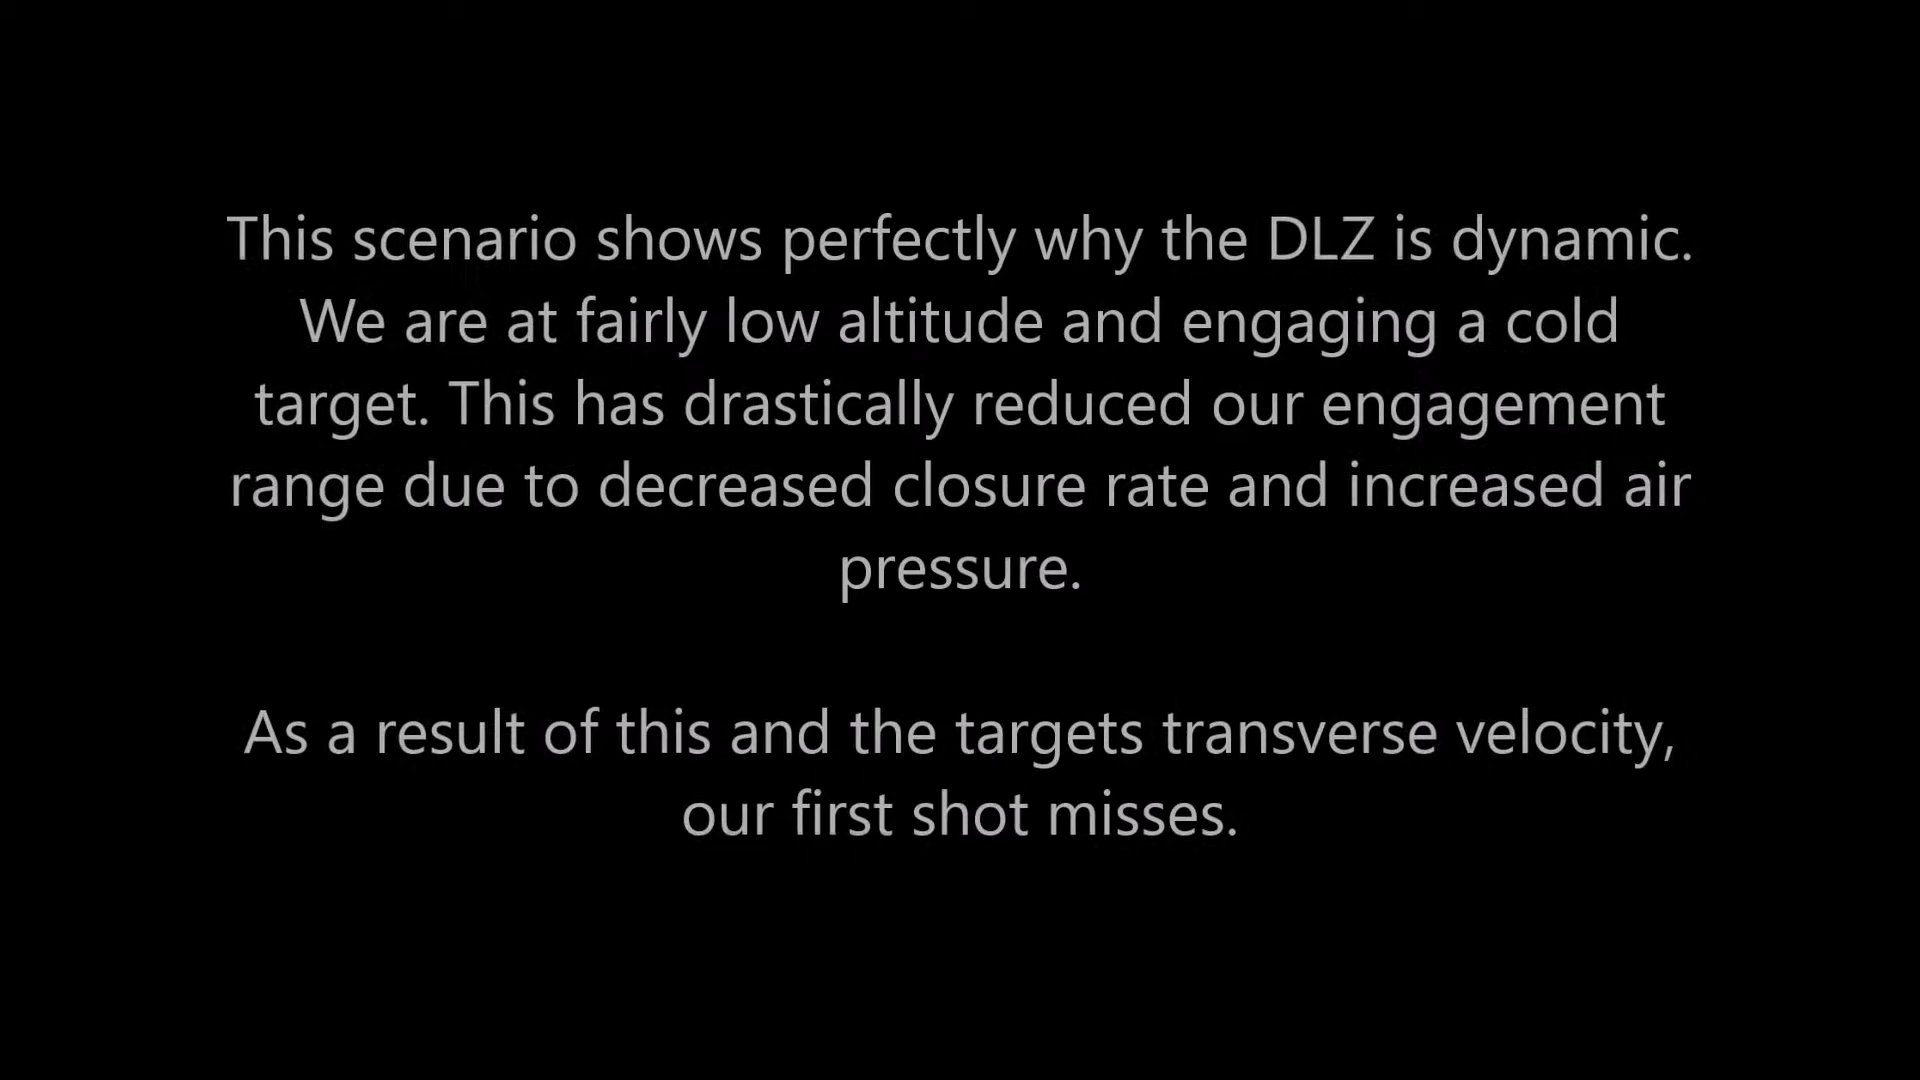 This scenario shows perfectly why the DLZ is dynamic.
We are at fairly low altitude and engaging a cold
target. This has drastically reduced our engagement
range due to decreased closure rate and increased air
pressure.
As a result of this and the targets transverse velocity,
our first shot misses.